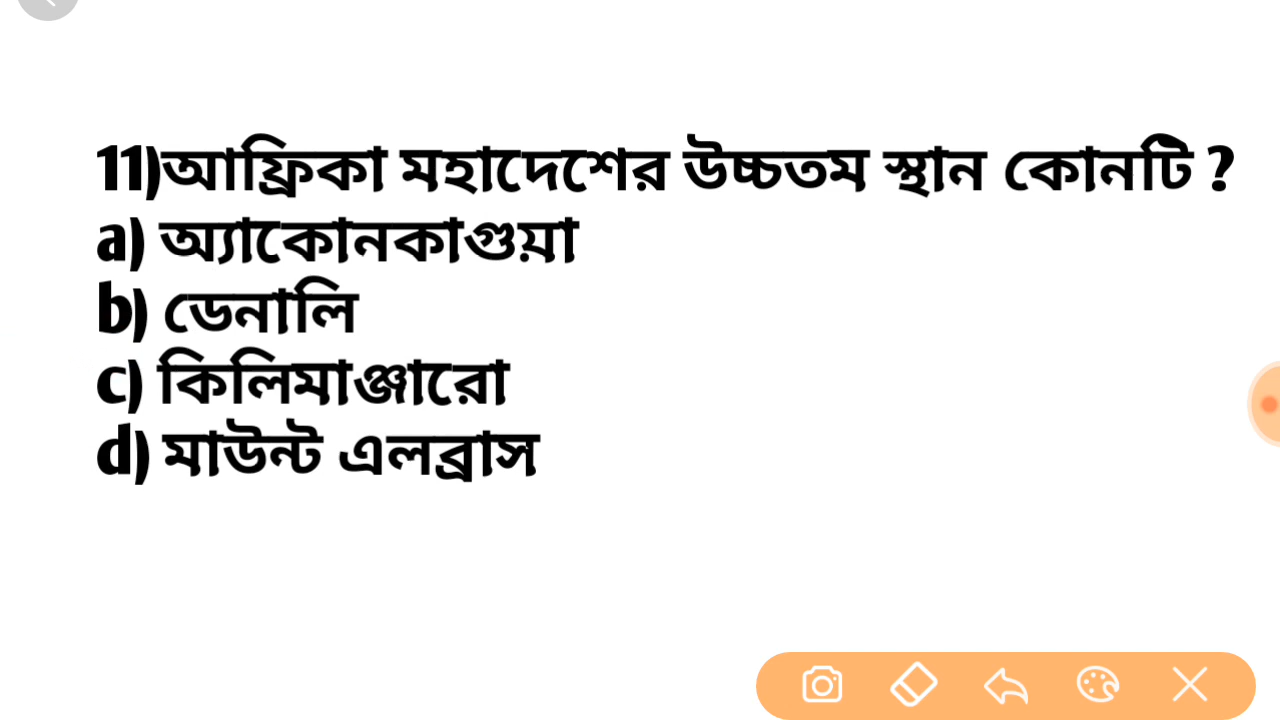 11)আফ্রিকা মহাদেশের উচ্চতম স্থান কোনটি ?
a) অ্যাকোনকাগুয়া
b) ডেনালি
c) কিলিমাঞ্জারো
d) মাউন্ট এলব্রাস